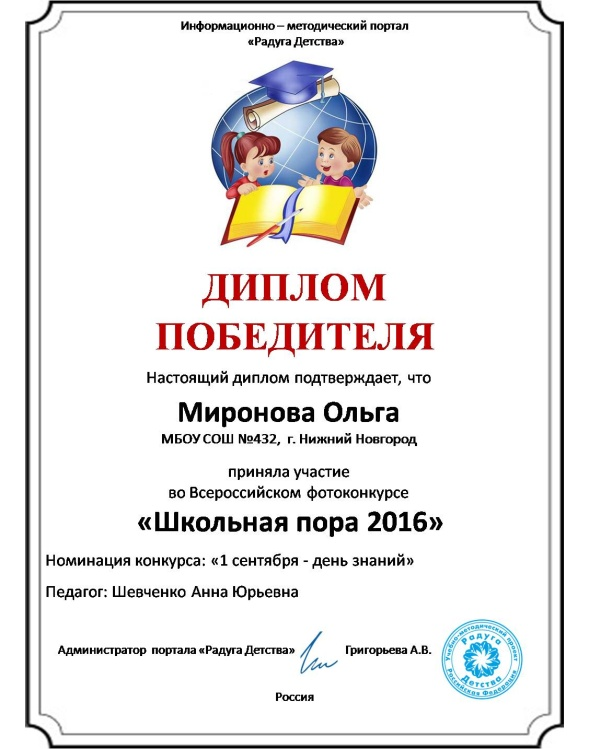 Информационно – методический портал
«Радуга Детства»
ДИПЛОМ
ПОБЕДИТЕЛЯ
Настоящий диплом подтверждает, что
Миронова Ольга
МБОУ СОШ №432, г. Нижний Новгород
приняла участие
во Всероссийском фотоконкурсе
«Школьная пора 2016»
Номинация конкурса: «1 сентября - день знаний»
Педагог: Шевченко Анна Юрьевна
Администратор портала «Радуга Детства» Григорьева А.В.
Учебно-методический проект
Радуга
Детства
Российская Федерация
Россия